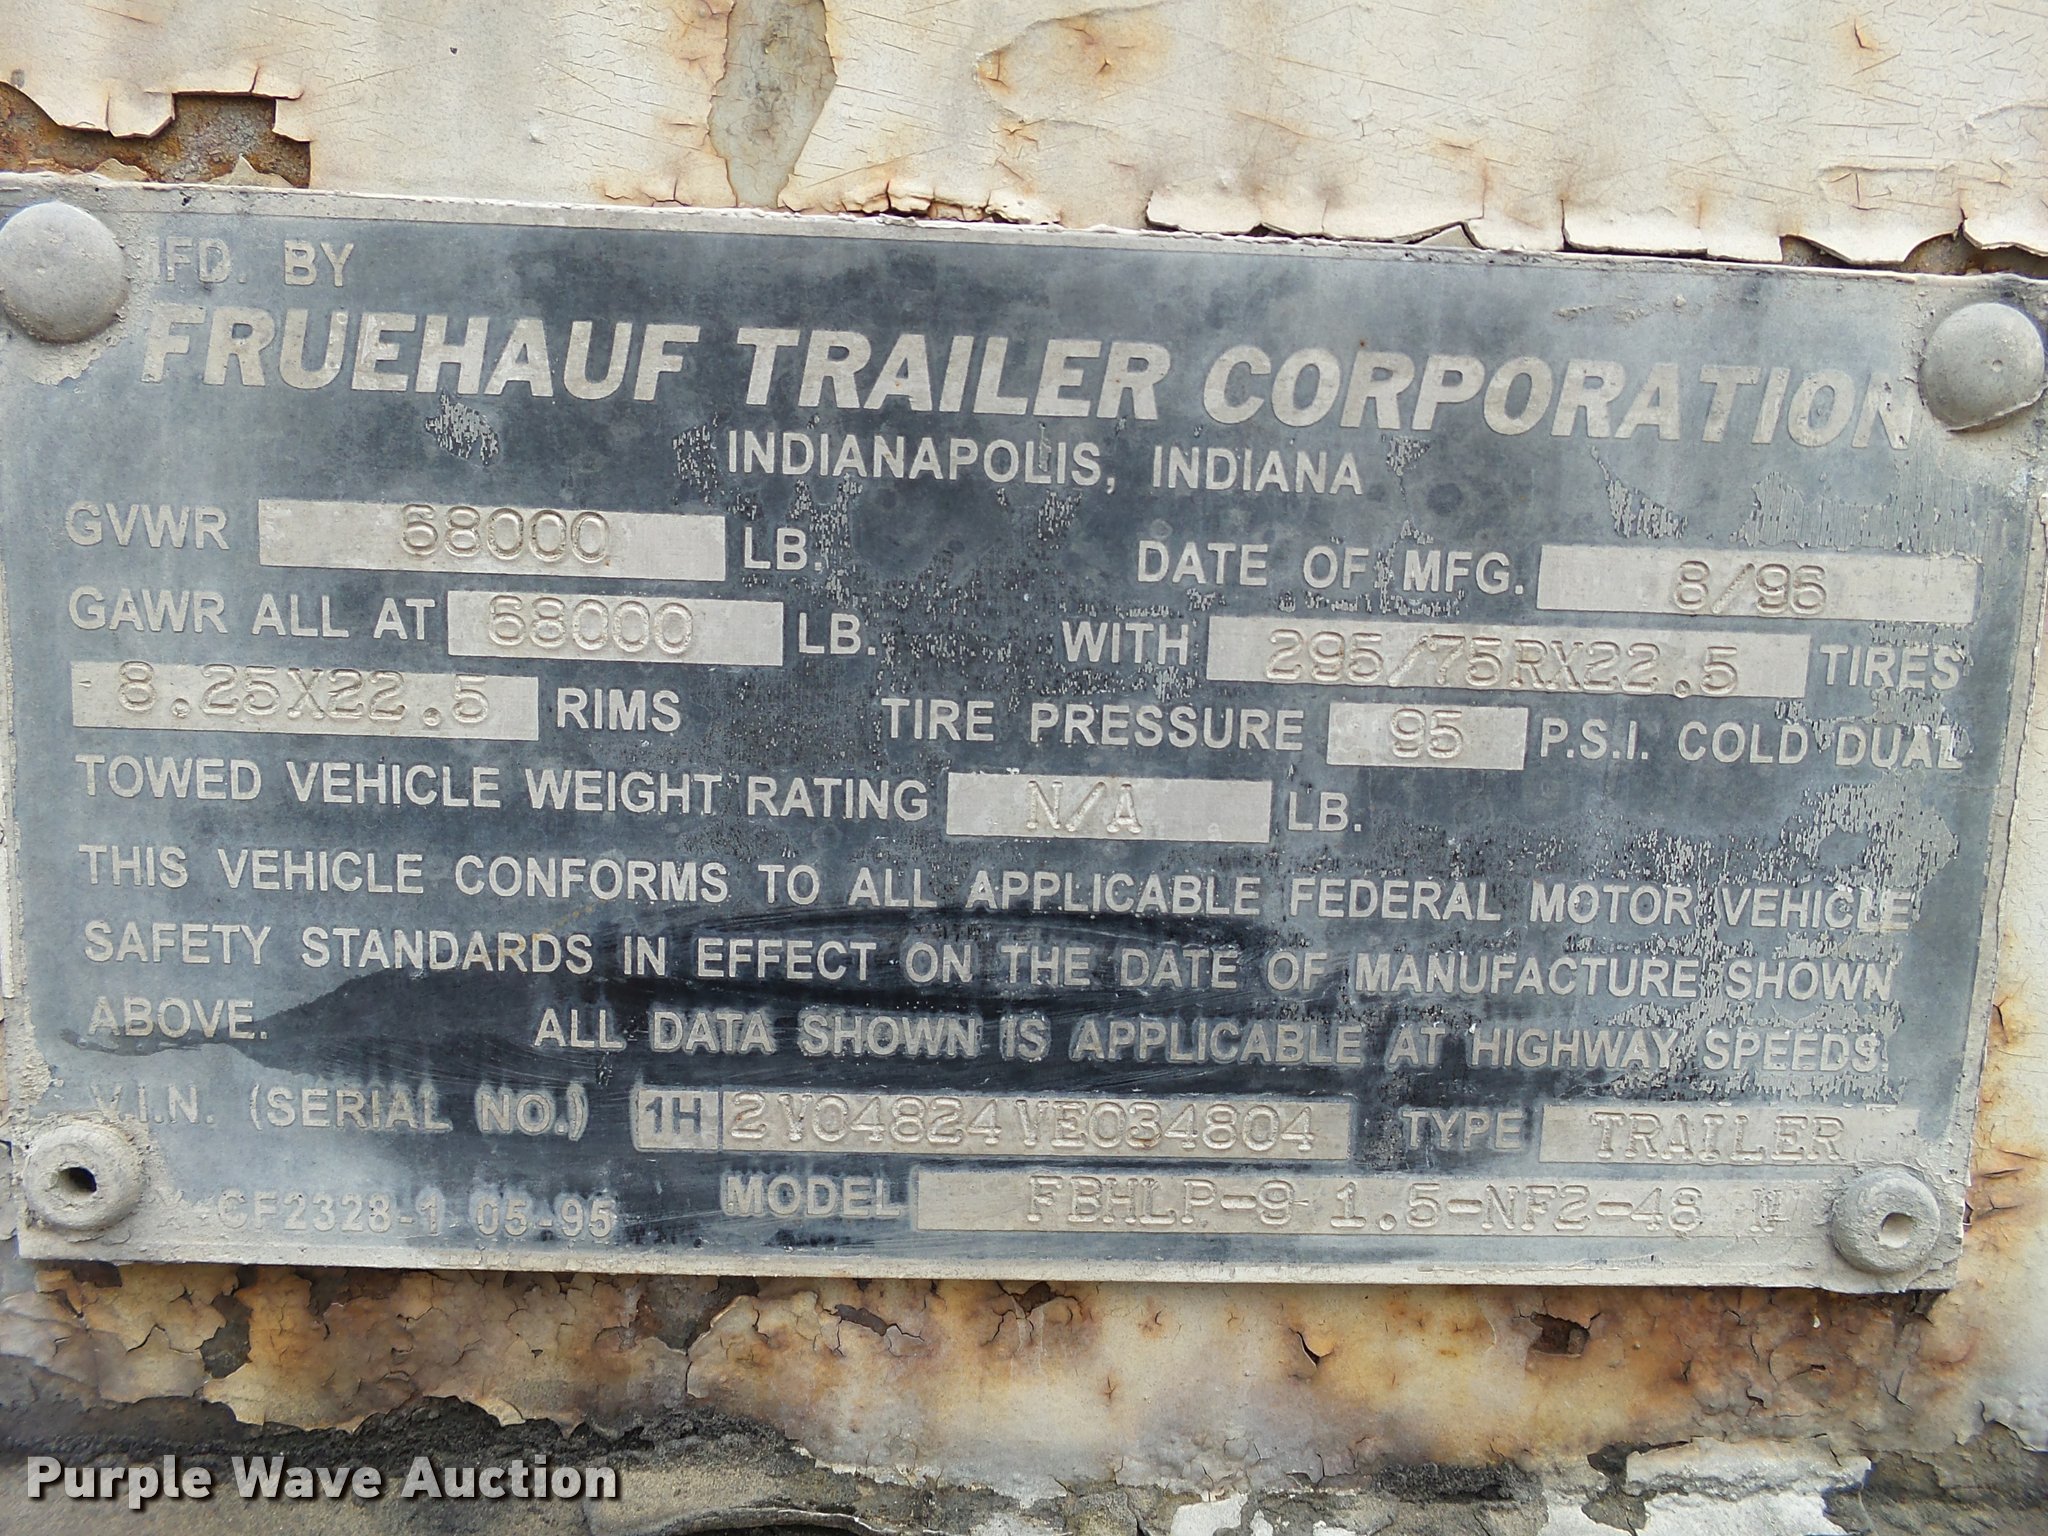 MFD. BY
FRUEHAUF TRAILER CORPORATION
INDIANAPOLIS, INDIANA
GVWR 68000 LB. DATE OF MFG. 8/96
GAWR ALL AT 68000 LB. WITH 295/75RX22.5 TIRES
8.25X22.5 RIMS TIRE PRESSURE 95 P.S.I. COLD DUAL
TOWED VEHICLE WEIGHT RATING N/A LB.
THIS VEHICLE CONFORMS TO ALL APPLICABLE FEDERAL MOTOR VEHICLE
SAFETY STANDARDS IN EFFECT ON THE DATE OF MANUFACTURE SHOWN
ABOVE. ALL DATA SHOWN IS APPLICABLE AT HIGHWAY SPEEDS.
V.I.N. (SERIAL NO.) 1H 2V04824VE034804 TYPE TRAILER
X-CF2328-1 05-95 MODEL FBHLP-9 1.5-NF2-48
Purple Wave Auction